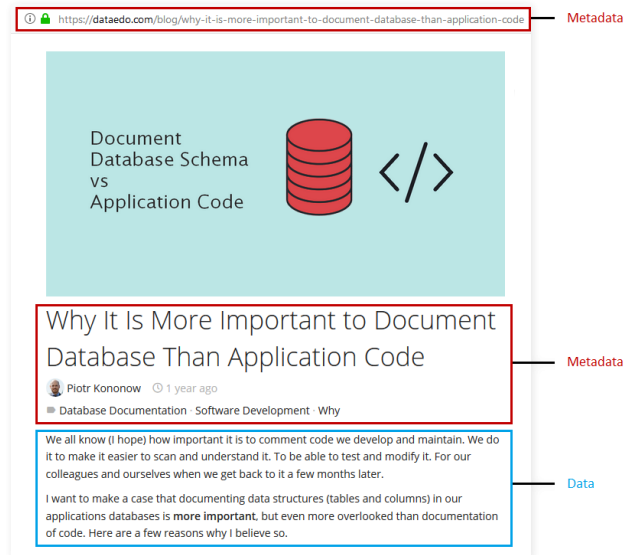 https://dataedo.com/blog/why-it-is-more-important-to-document-database-than-application-code
Metadata
Document
Database Schema
vs
Application Code
</>
Why It Is More Important to Document
Database Than Application Code
Metadata
Piotr Kononow 1 year ago
Database Documentation · Software Development · Why
We all know (I hope) how important it is to comment code we develop and maintain. We do
it to make it easier to scan and understand it. To be able to test and modify it. For our
colleagues and ourselves when we get back to it a few months later.
Data
I want to make a case that documenting data structures (tables and columns) in our
applications databases is more important, but even more overlooked than documentation
of code. Here are a few reasons why I believe so.